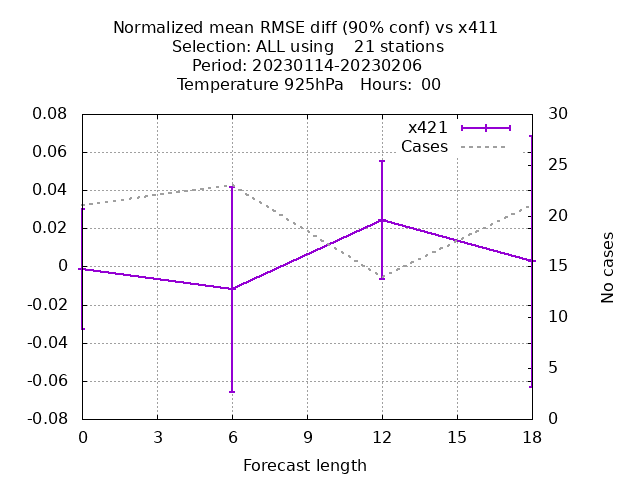 Normalized mean RMSE diff (90% conf) vs x411
Selection: ALL using    21 stations
Period: 20230114-20230206
Temperature 925hPa   Hours:  00
0.08
0.06
0.04
0.02
0
-0.02
-0.04
-0.06
-0.08
x421
Cases
30
25
20
15
10
5
0
No cases
0 3 6 9 12 15 18
Forecast length